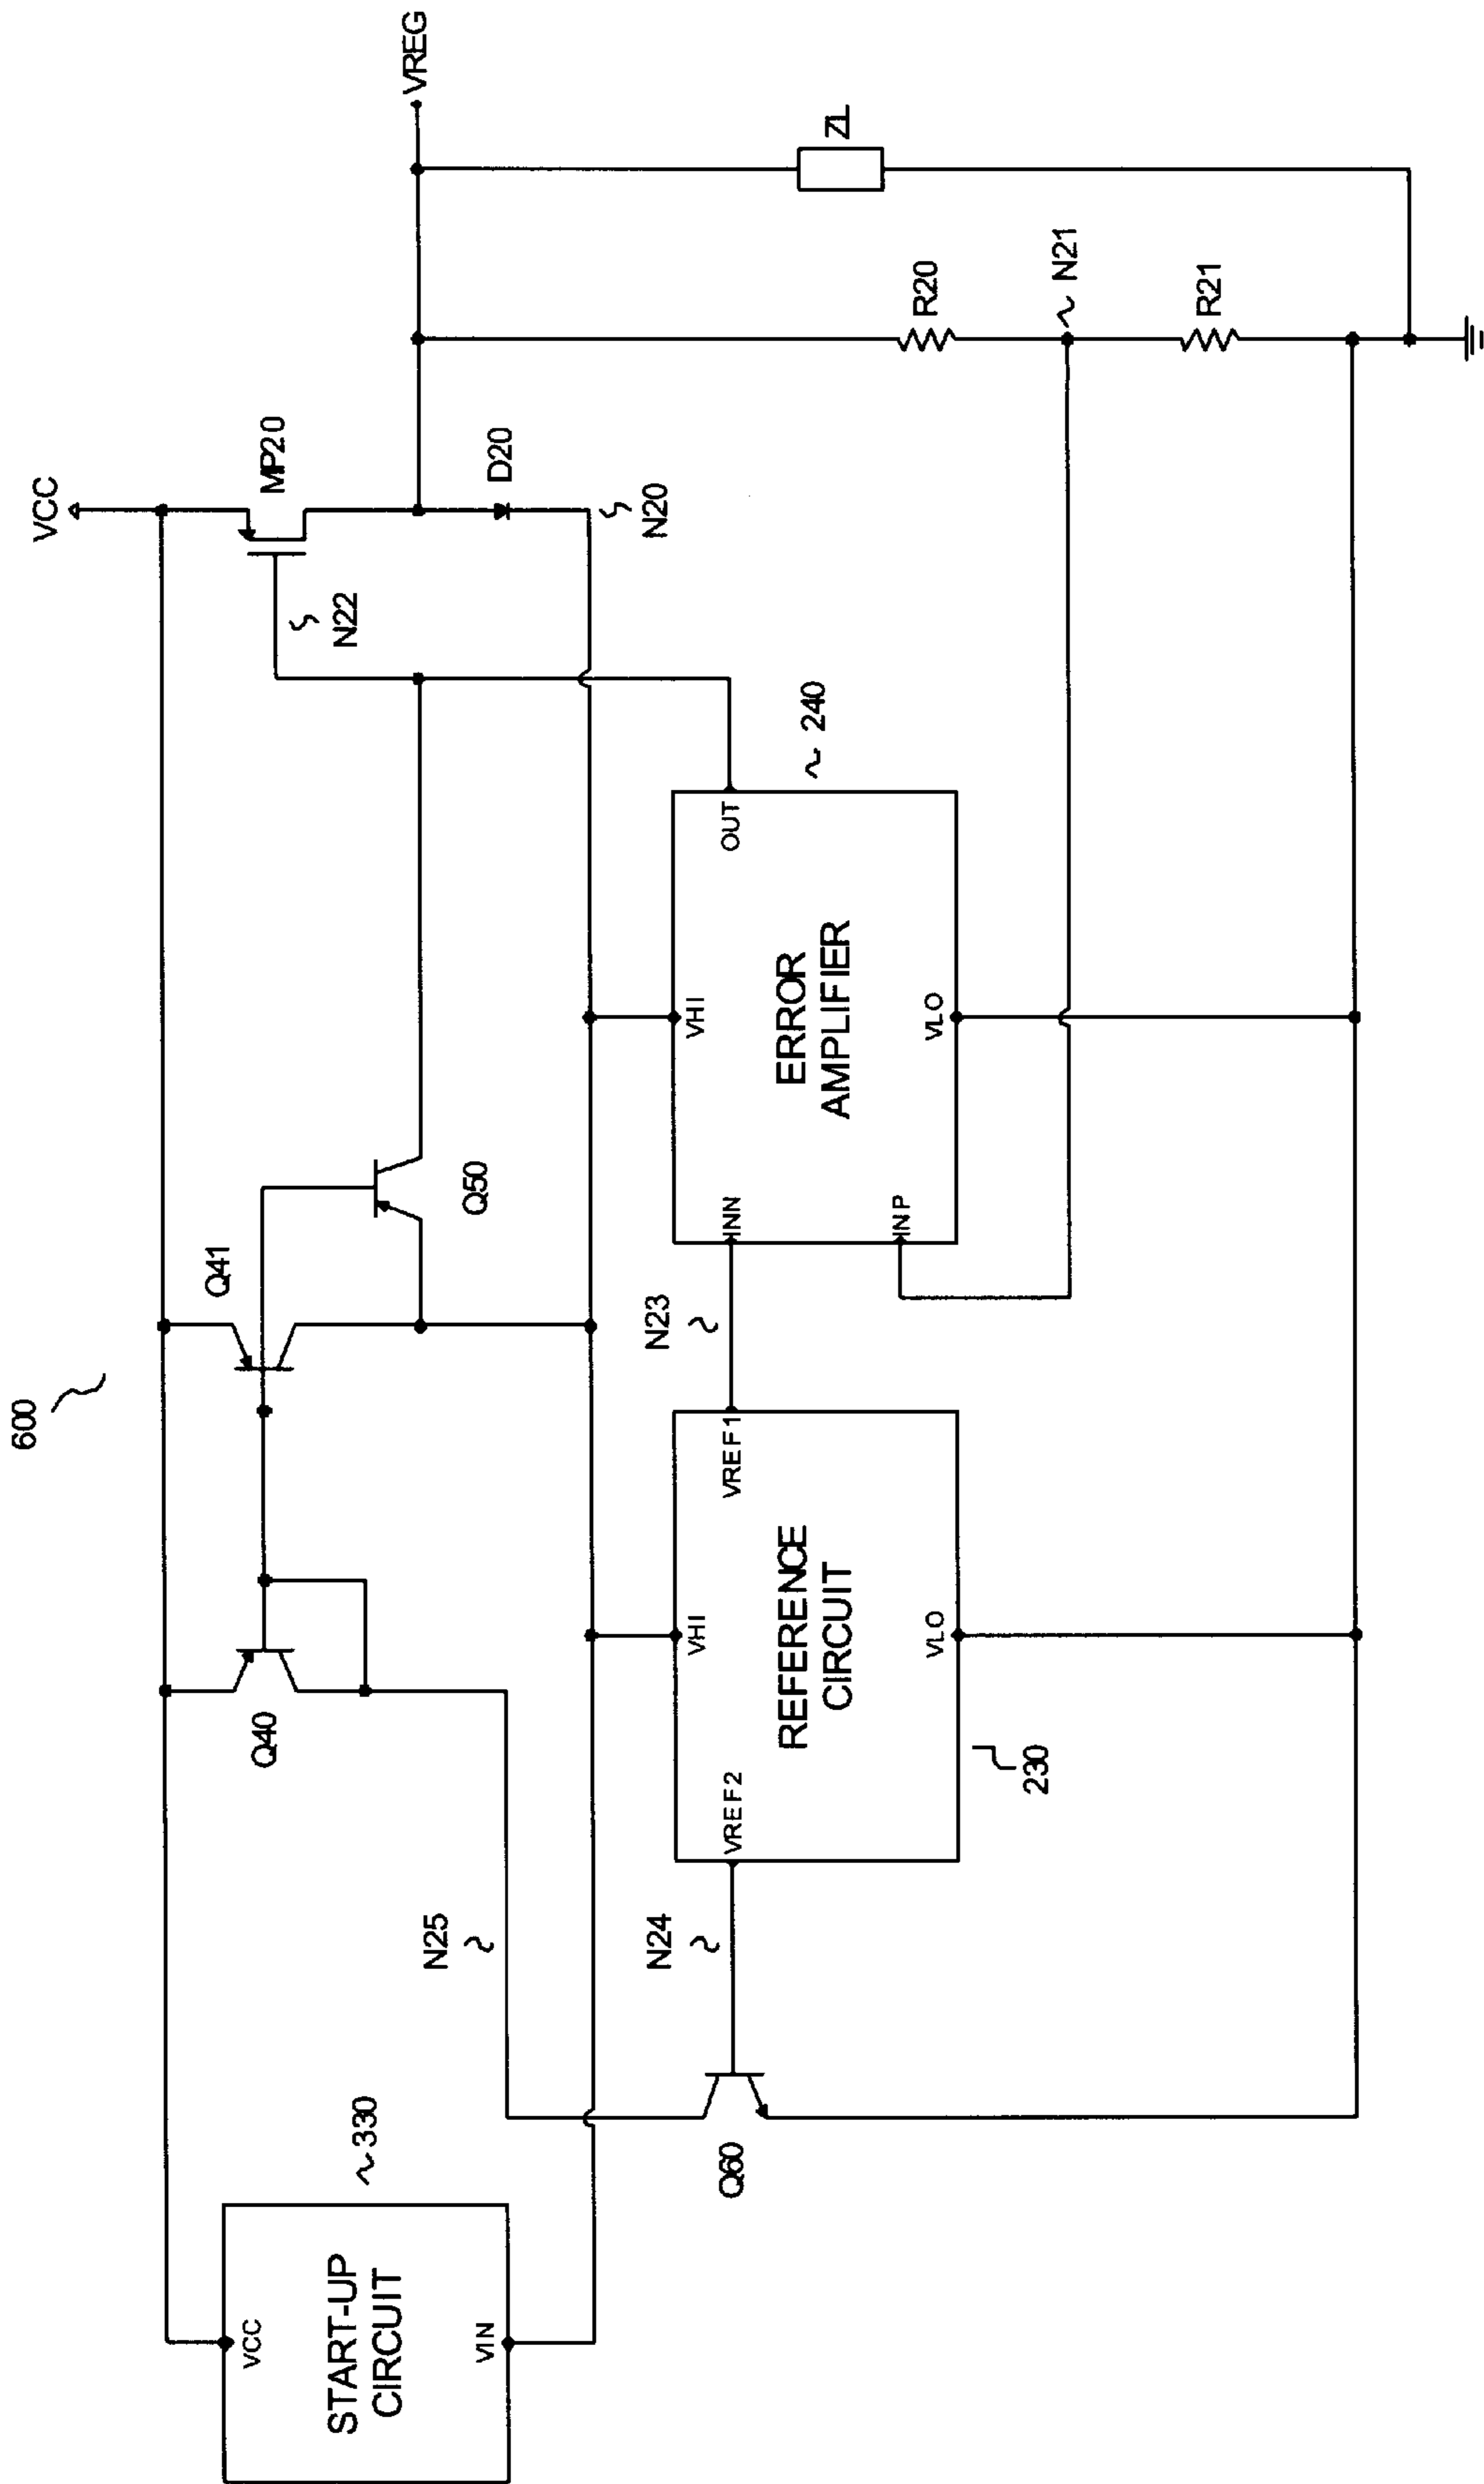 600
VCC
VREG
MP20
N22
Q41
Q40
Q50
D20
N20
START-UP
CIRCUIT
VCC
VIN
330
N25
N24
N23
Q60
VREF2
VHI
VREF1
REFERENCE
CIRCUIT
VLO
230
INN
VHI
OUT
INP
ERROR
AMPLIFIER
VLO
240
ZL
R20
N21
R21